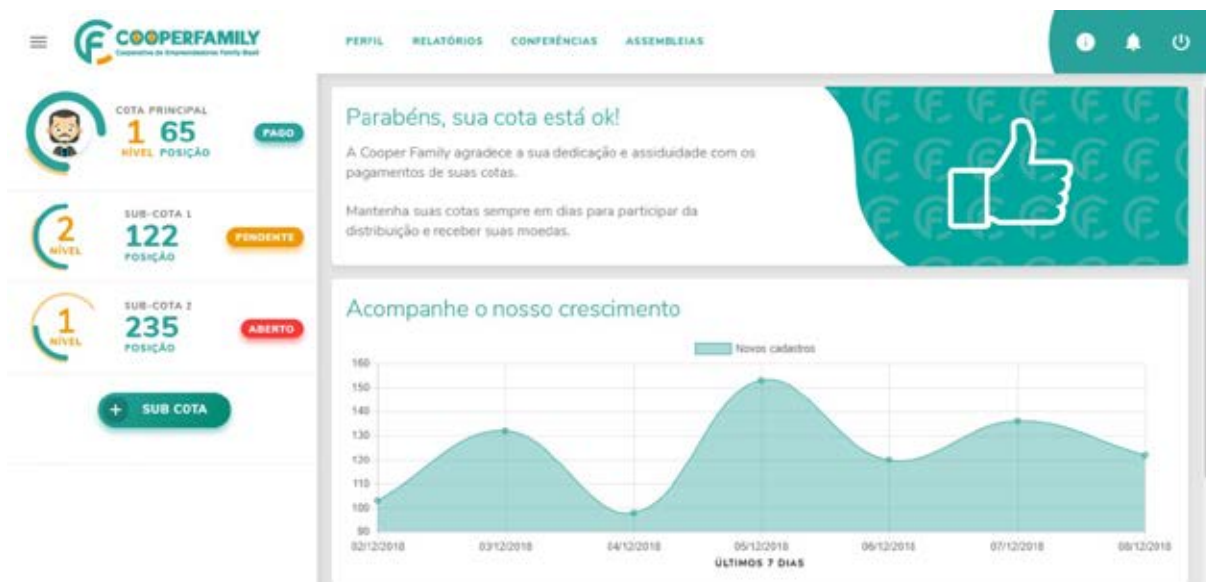 COOPERFAMILY
Cooperativa de Empreendedores Family Brasil
PERFIL RELATÓRIOS CONFERÊNCIAS ASSEMBLEIAS
COTA PRINCIPAL
1 65
NÍVEL POSIÇÃO
PAGO
SUB-COTA 1
2
NÍVEL
122
POSIÇÃO
PENDENTE
SUB-COTA 2
1
NÍVEL
235
POSIÇÃO
ABERTO
+ SUB COTA
Parabéns, sua cota está ok!
A Cooper Family agradece a sua dedicação e assiduidade com os
pagamentos de suas cotas.
Mantenha suas cotas sempre em dias para participar da
distribuição e receber suas moedas.
Acompanhe o nosso crescimento
Novos cadastros
160
150
140
130
120
110
100
90
02/12/2018 03/12/2018 04/12/2018 05/12/2018 06/12/2018 07/12/2018 08/12/2018
ÚLTIMOS 7 DIAS